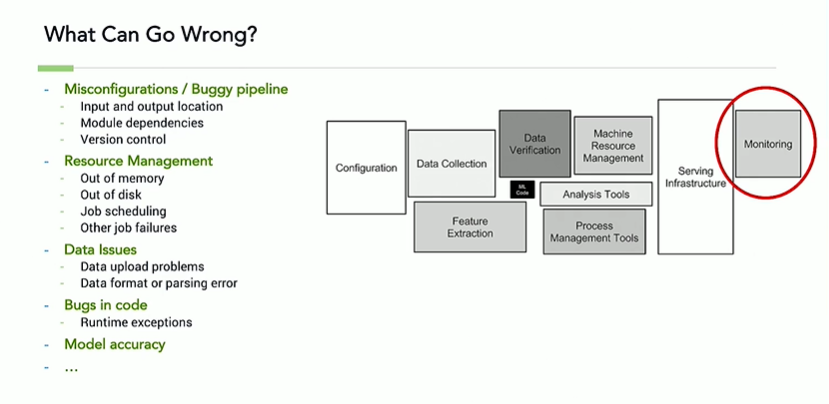 What Can Go Wrong?
- Misconfigurations / Buggy pipeline
- Input and output location
- Module dependencies
- Version control
- Resource Management
- Out of memory
- Out of disk
- Job scheduling
- Other job failures
- Data Issues
- Data upload problems
- Data format or parsing error
- Bugs in code
- Runtime exceptions
- Model accuracy
- ...
Configuration
Data Collection
Data
Verification
Machine
Resource
Management
ML
Code
Analysis Tools
Feature
Extraction
Process
Management Tools
Serving
Infrastructure
Monitoring